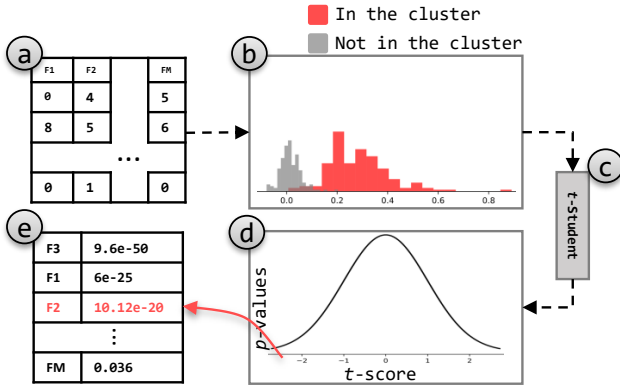 In the cluster
Not in the cluster
a
F1 F2 FM
0 4 5
8 5 6
...
0 1 0
b
0.0 0.2 0.4 0.6 0.8
c
t-Student
d
p-values
−2 −1 0 1 2
t-score
e
F3 9.6e-50
F1 6e-25
F2 10.12e-20
⋮
FM 0.036